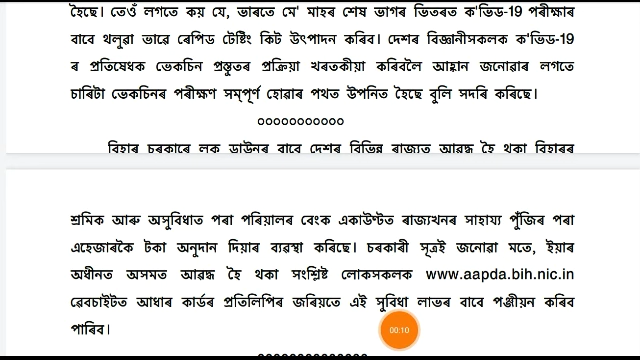 হৈছে। তেওঁ লগতে কয় যে, ভাৰতে মে' মাহৰ শেষ ভাগৰ ভিতৰত ক'ভিড-19 পৰীক্ষাৰ
বাবে থলুৱা ভাৱে ৰেপিড টেষ্টিং কিট উৎপাদন কৰিব। দেশৰ বিজ্ঞানীসকলক ক'ভিড-19
ৰ প্ৰতিষেধক ভেকচিন প্ৰস্তুতৰ প্ৰক্ৰিয়া খৰতকীয়া কৰিবলৈ আহ্বান জনোৱাৰ লগতে
চাৰিটা ভেকচিনৰ পৰীক্ষণ সম্পূৰ্ণ হোৱাৰ পথত উপনিত হৈছে বুলি সদৰি কৰিছে।
০০০০০০০০০০০
বিহাৰ চৰকাৰে লক ডাউনৰ বাবে দেশৰ বিভিন্ন ৰাজ্যত আৱদ্ধ হৈ থকা বিহাৰৰ
শ্ৰমিক আৰু অসুবিধাত পৰা পৰিয়ালৰ বেংক একাউণ্টত ৰাজ্যখনৰ সাহায্য পুঁজিৰ পৰা
এহেজাৰকৈ টকা অনুদান দিয়াৰ ব্যৱস্থা কৰিছে। চৰকাৰী সূত্ৰই জনোৱা মতে, ইয়াৰ
অধীনত অসমত আৱদ্ধ হৈ থকা সংশ্লিষ্ট লোকসকলক www.aapda.bih.nic.in
ৱেবচাইটত আধাৰ কাৰ্ডৰ প্ৰতিলিপিৰ জৰিয়তে এই সুবিধা লাভৰ বাবে পঞ্জীয়ন কৰিব
পাৰিব।
00:10